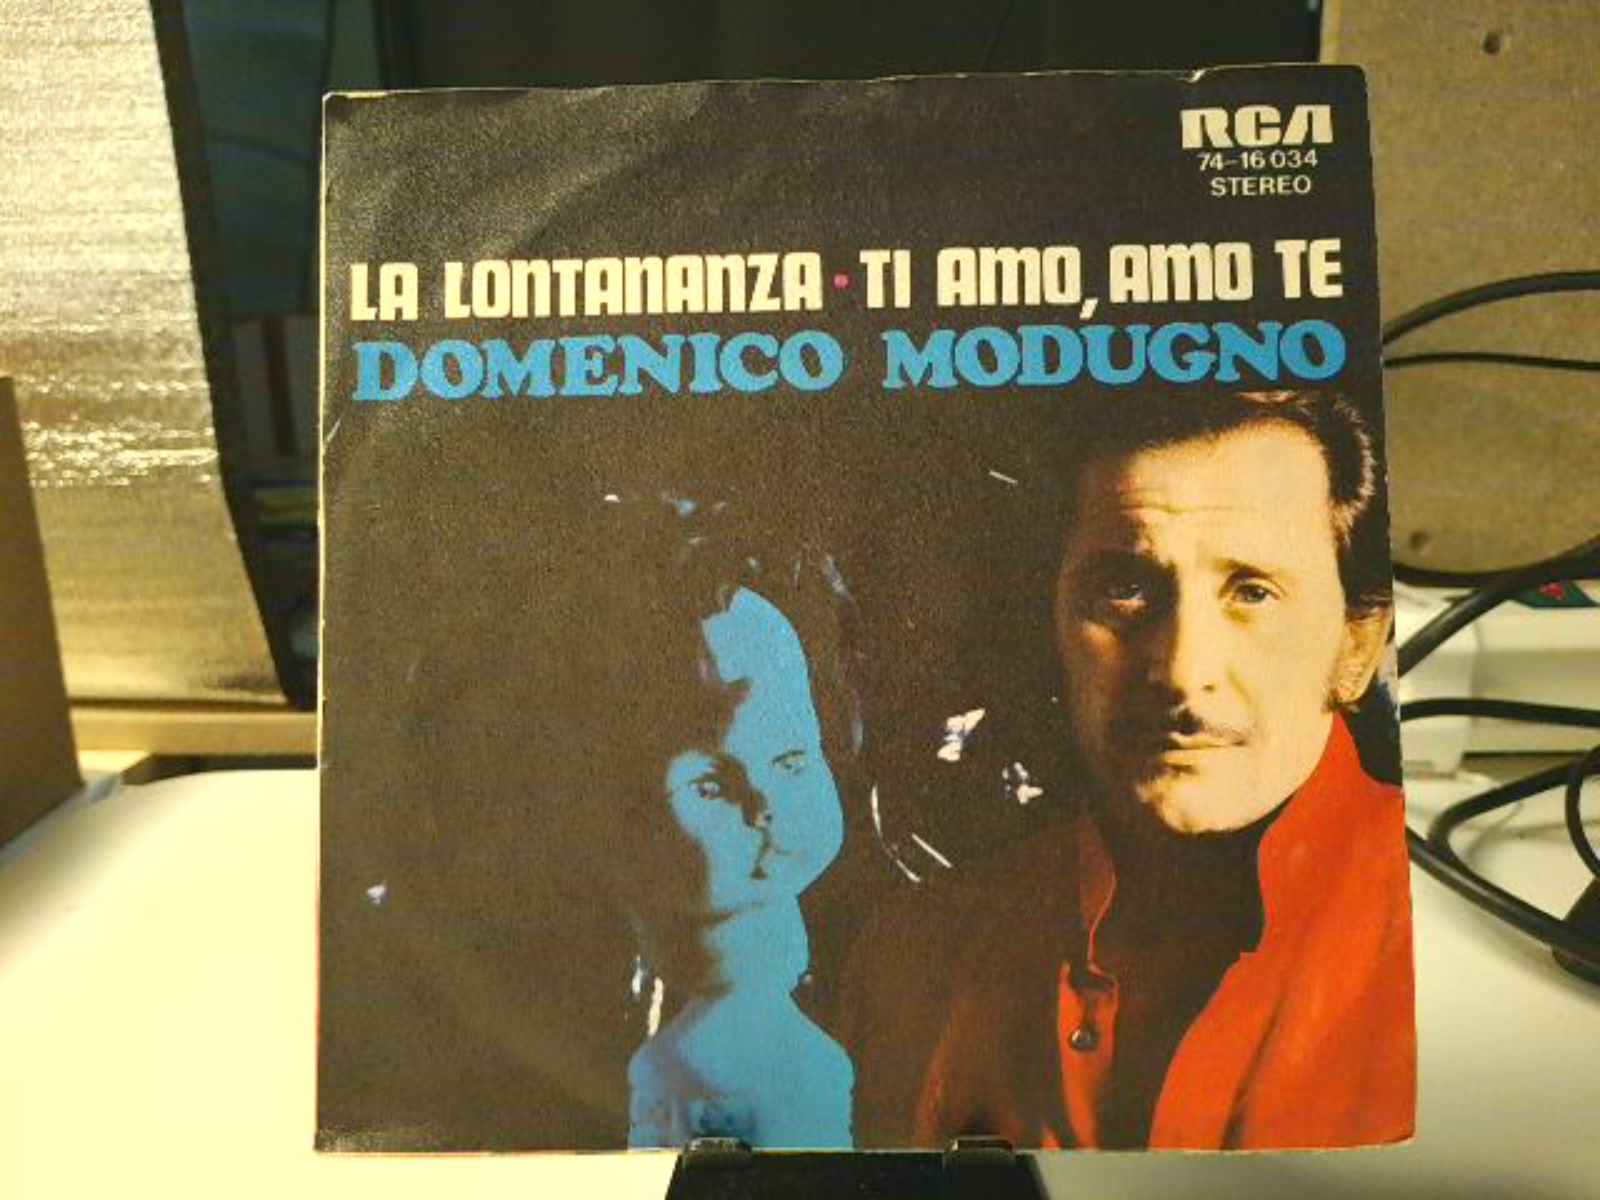 RCA
74-16 034
STEREO
LA LONTANANZA · TI AMO, AMO TE
DOMENICO MODUGNO